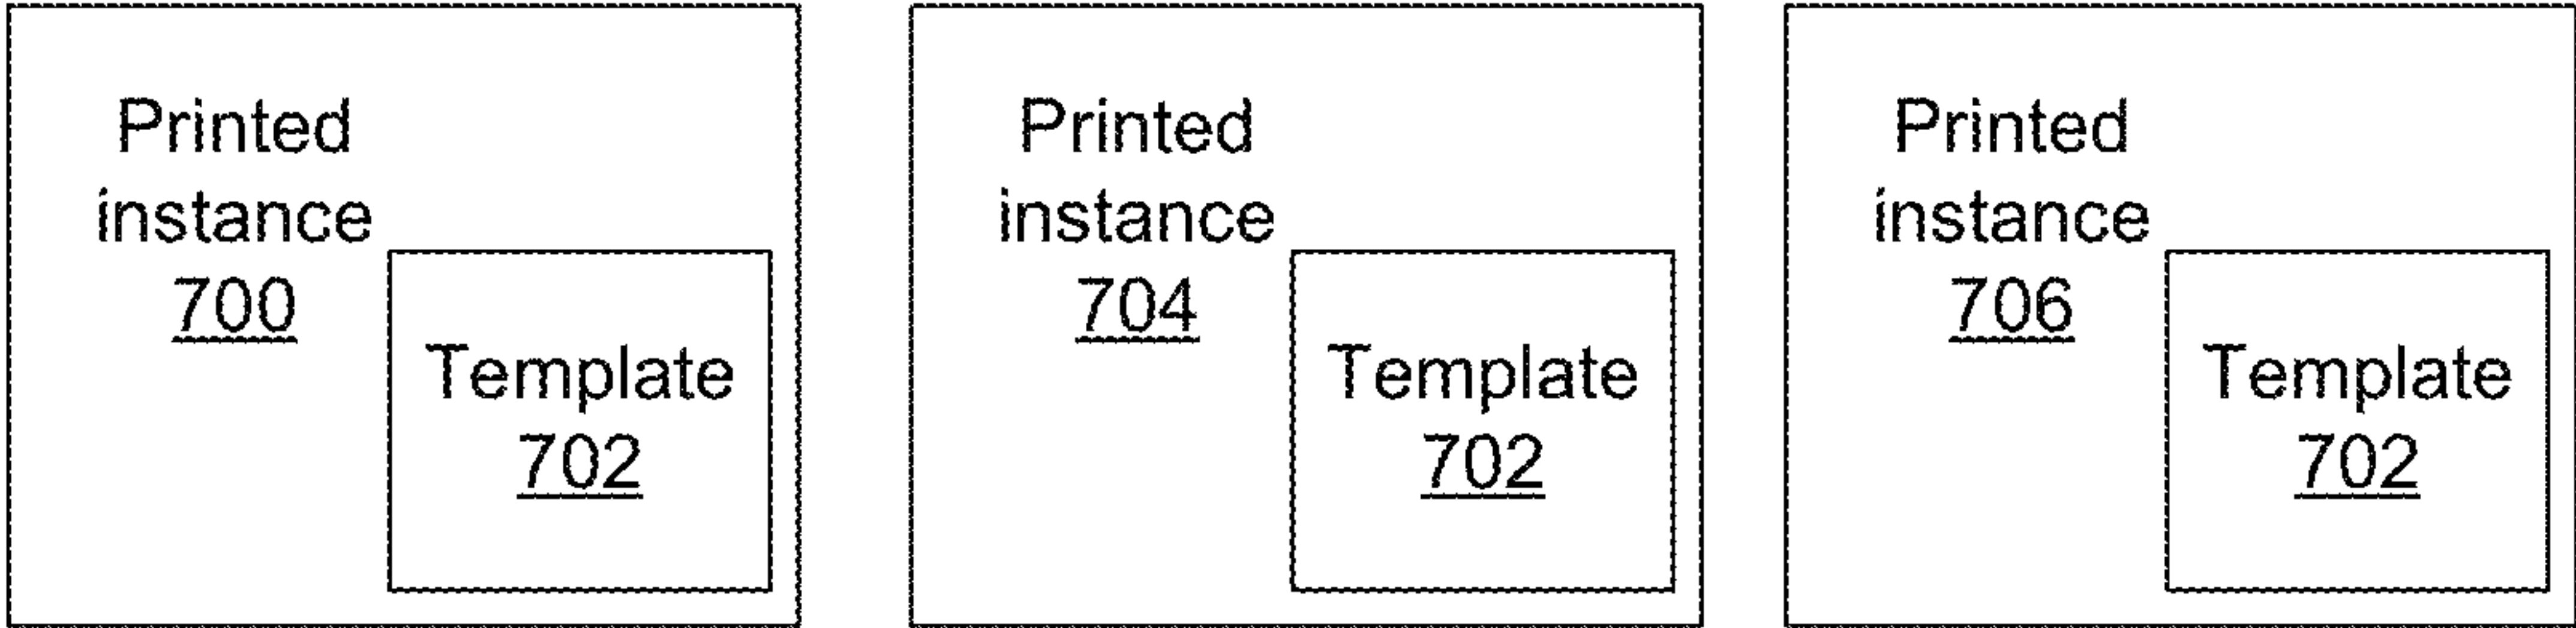 Printed
instance
700
Template
702
Printed
instance
704
Template
702
Printed
instance
706
Template
702